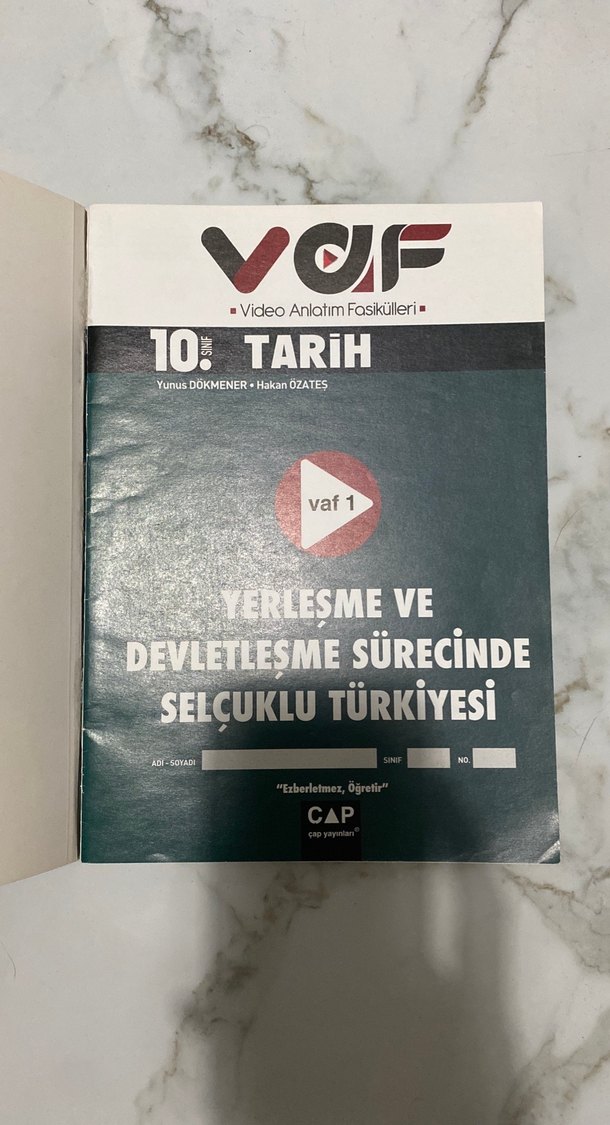 vaf
▪ Video Anlatım Fasikülleri ▪
10. SINIF TARİH
Yunus DÖKMENER • Hakan ÖZATEŞ
vaf 1
YERLEŞME VE
DEVLETLEŞME SÜRECİNDE
SELÇUKLU TÜRKİYESİ
ADI - SOYADI SINIF NO.
“Ezberletmez, Öğretir”
ÇAP
çap yayınları®